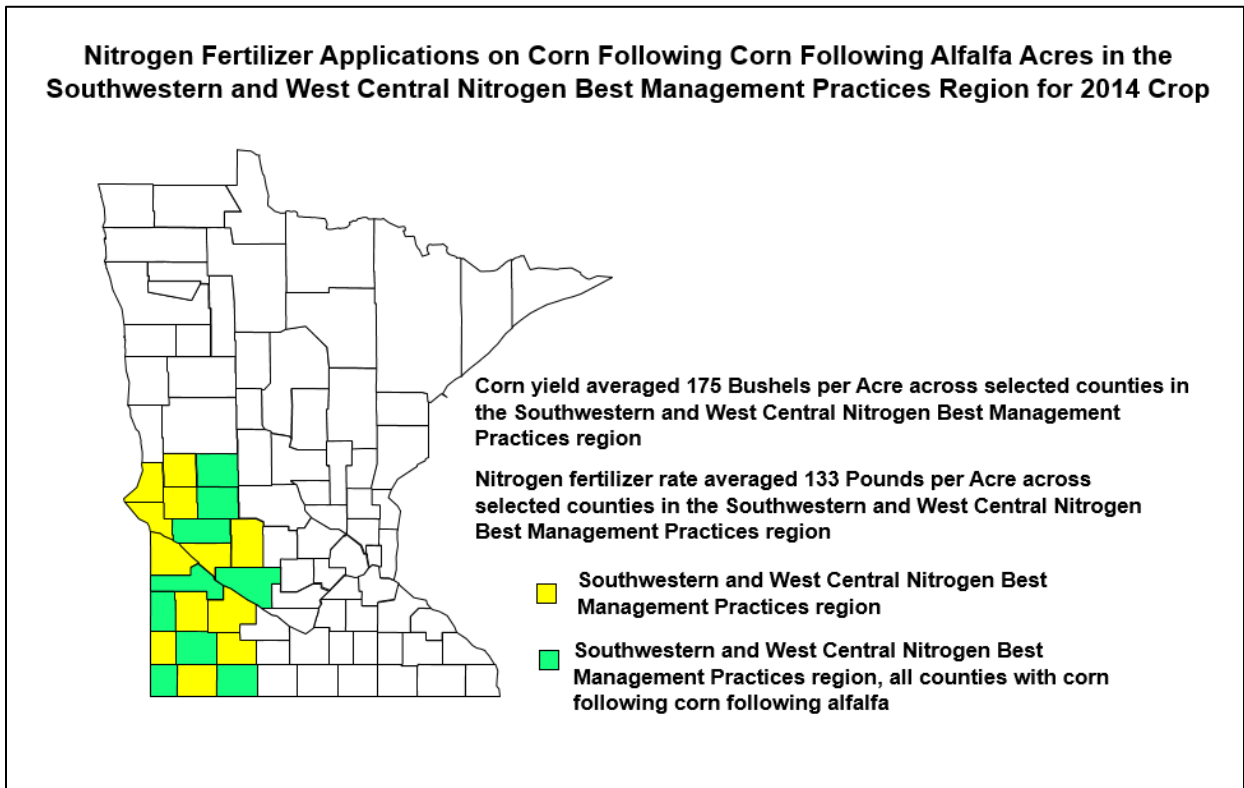 Nitrogen Fertilizer Applications on Corn Following Corn Following Alfalfa Acres in the
Southwestern and West Central Nitrogen Best Management Practices Region for 2014 Crop
Corn yield averaged 175 Bushels per Acre across selected counties in
the Southwestern and West Central Nitrogen Best Management
Practices region
Nitrogen fertilizer rate averaged 133 Pounds per Acre across
selected counties in the Southwestern and West Central Nitrogen
Best Management Practices region
Southwestern and West Central Nitrogen Best
Management Practices region
Southwestern and West Central Nitrogen Best
Management Practices region, all counties with corn
following corn following alfalfa